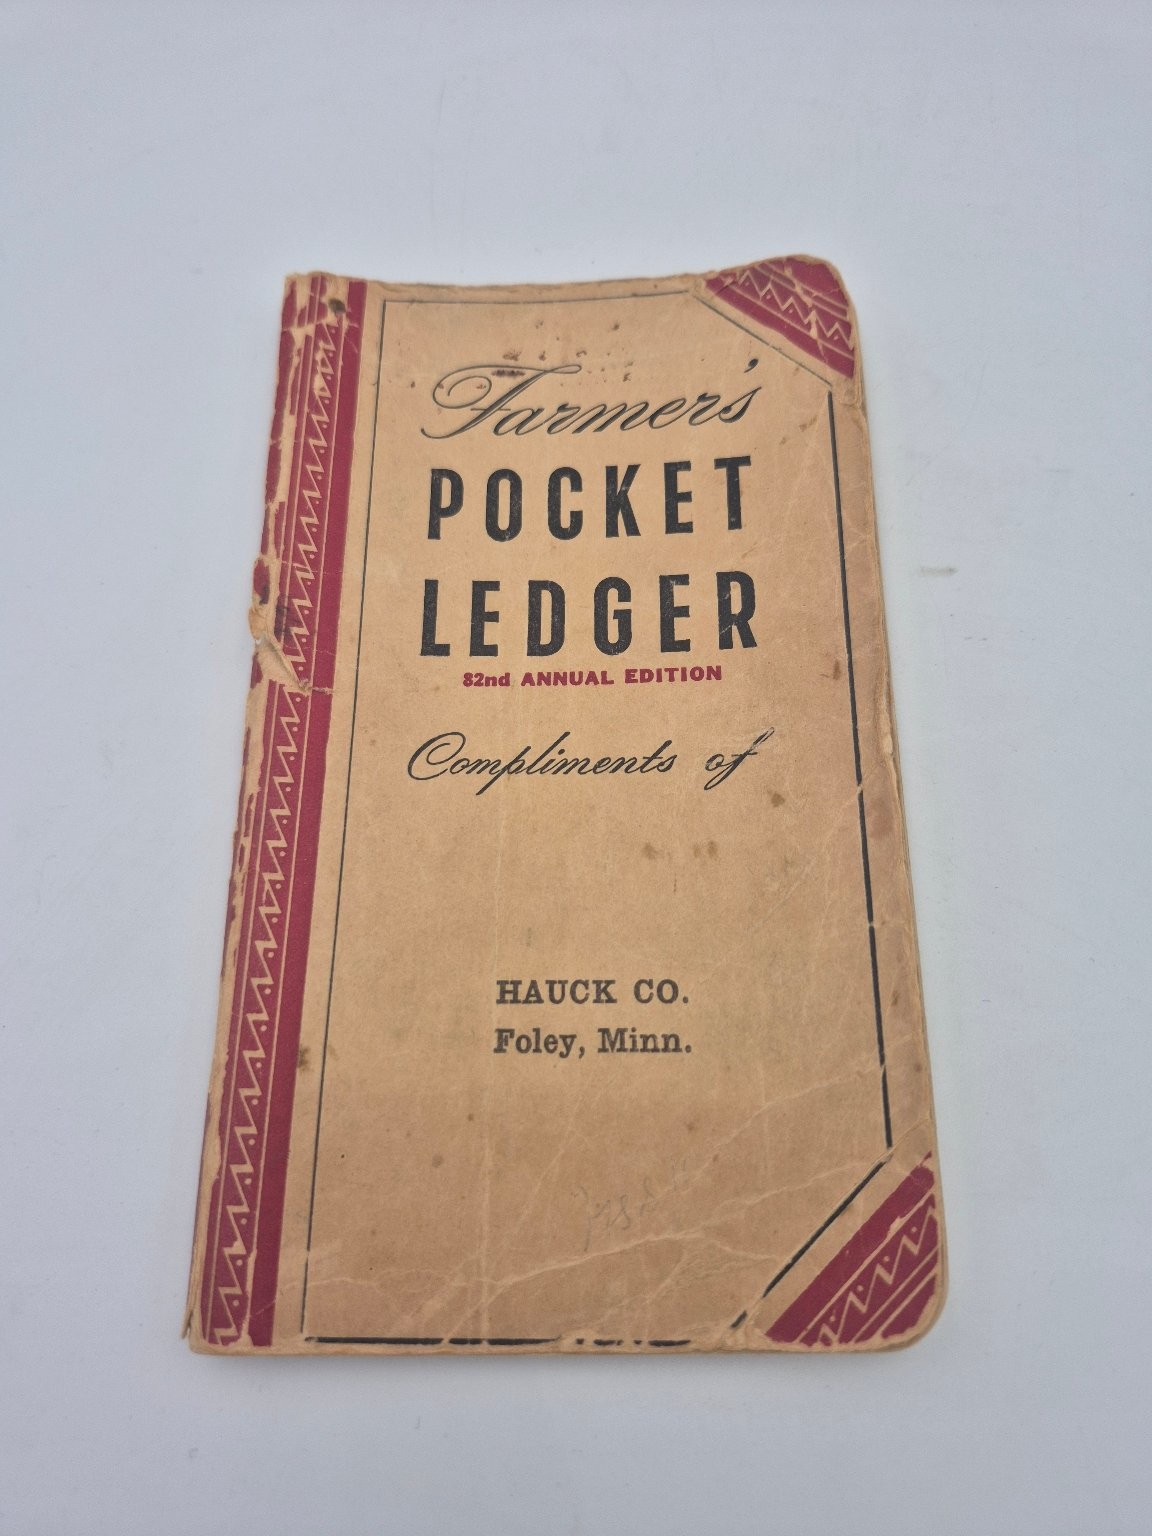 Farmer's
POCKET
LEDGER
82nd ANNUAL EDITION
Compliments of
HAUCK CO.
Foley, Minn.